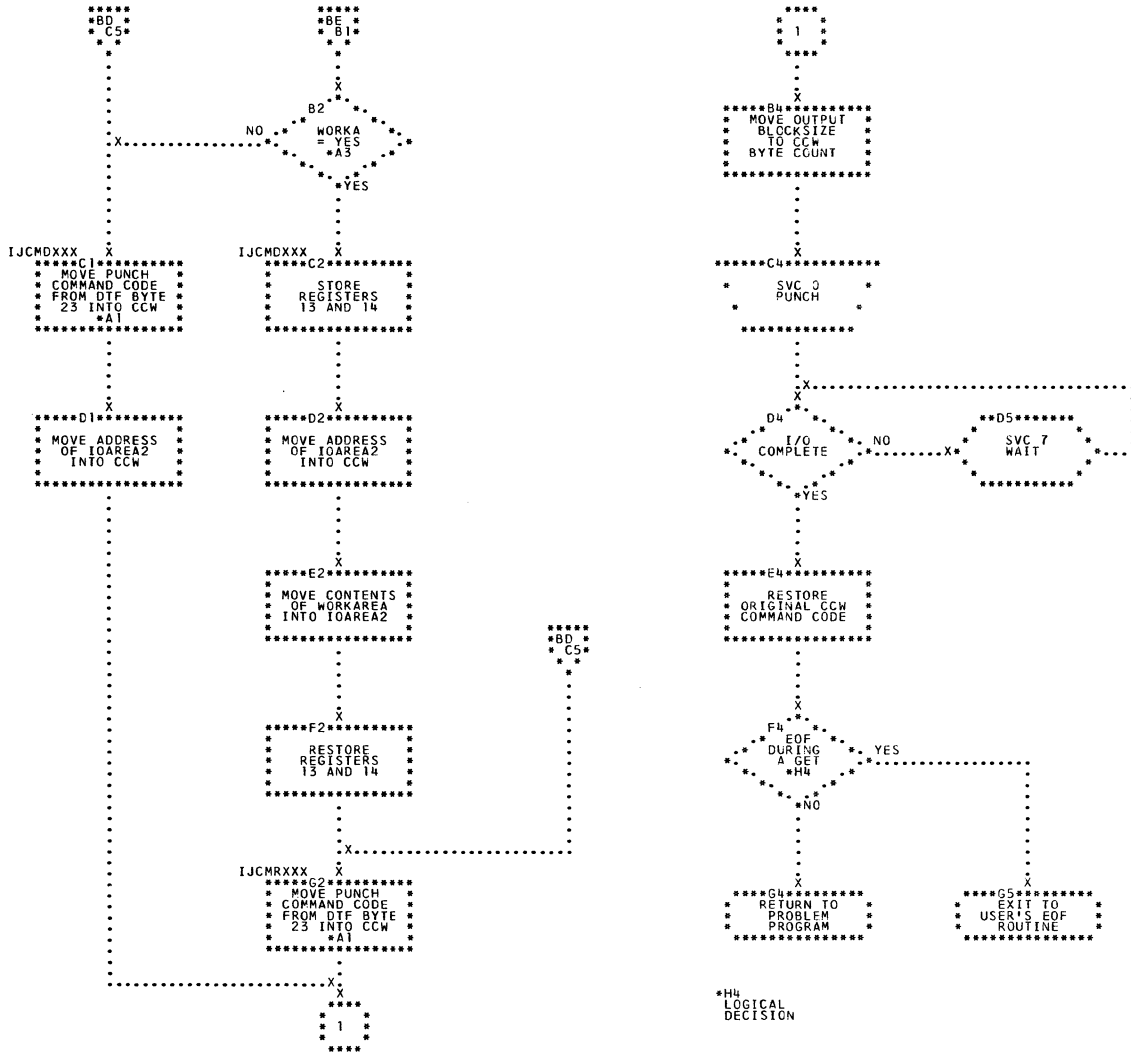 BD
C5
BE
B1
1
B2
WORKA
= YES
*A3
NO
YES
B4
MOVE OUTPUT
BLOCKSIZE
TO CCW
BYTE COUNT
IJCMDXXX
C1
MOVE PUNCH
COMMAND CODE
FROM DTF BYTE
23 INTO CCW
*A1
IJCMDXXX
C2
STORE
REGISTERS
13 AND 14
C4
SVC 0
PUNCH
D1
MOVE ADDRESS
OF IOAREA2
INTO CCW
D2
MOVE ADDRESS
OF IOAREA2
INTO CCW
D4
I/O
COMPLETE
NO
YES
D5
SVC 7
WAIT
E2
MOVE CONTENTS
OF WORKAREA
INTO IOAREA2
E4
RESTORE
ORIGINAL CCW
COMMAND CODE
BD
C5
F2
RESTORE
REGISTERS
13 AND 14
F4
EOF
DURING
A GET
*H4
YES
NO
IJCMRXXX
G2
MOVE PUNCH
COMMAND CODE
FROM DTF BYTE
23 INTO CCW
*A1
G4
RETURN TO
PROBLEM
PROGRAM
G5
EXIT TO
USER'S EOF
ROUTINE
1
*H4
LOGICAL
DECISION